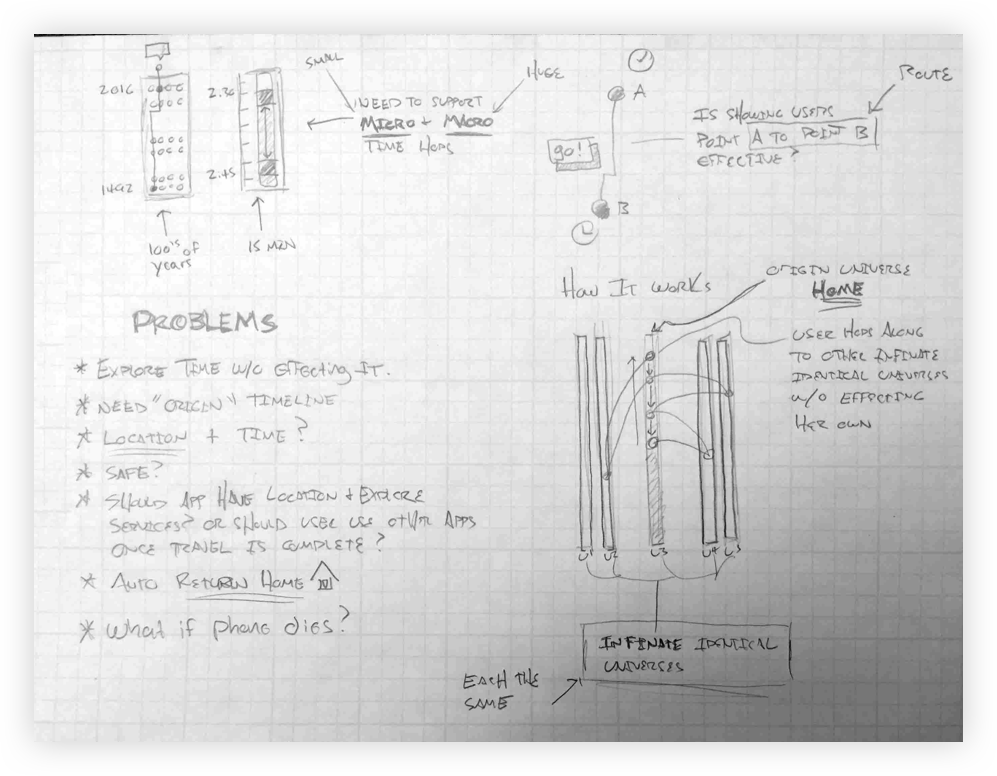 2016
1492
100's of
years
2.30
2.45
15 MIN
SMALL
HUGE
NEED TO SUPPORT
MICRO + MACRO
TIME HOPS
A
go!
B
ROUTE
IS SHOWING USERS
POINT A TO POINT B
EFFECTIVE?
PROBLEMS
* EXPLORE TIME W/O EFFECTING IT.
* NEED "ORIGIN" TIMELINE
* LOCATION + TIME?
* SAFE?
* SHOULD APP HAVE LOCATION + EXPLORE
SERVICES? OR SHOULD USER USE OTHER APPS
ONCE TRAVEL IS COMPLETE?
* AUTO RETURN HOME
* What if phone dies?
How It works
ORIGIN UNIVERSE
HOME
USER HOPS ALONG
TO OTHER INFINATE
IDENTICAL UNIVERSES
W/O EFFECTING
HER OWN
U1 U2 U3 U4 U5
INFINATE IDENTICAL
UNIVERSES
EACH THE
SAME